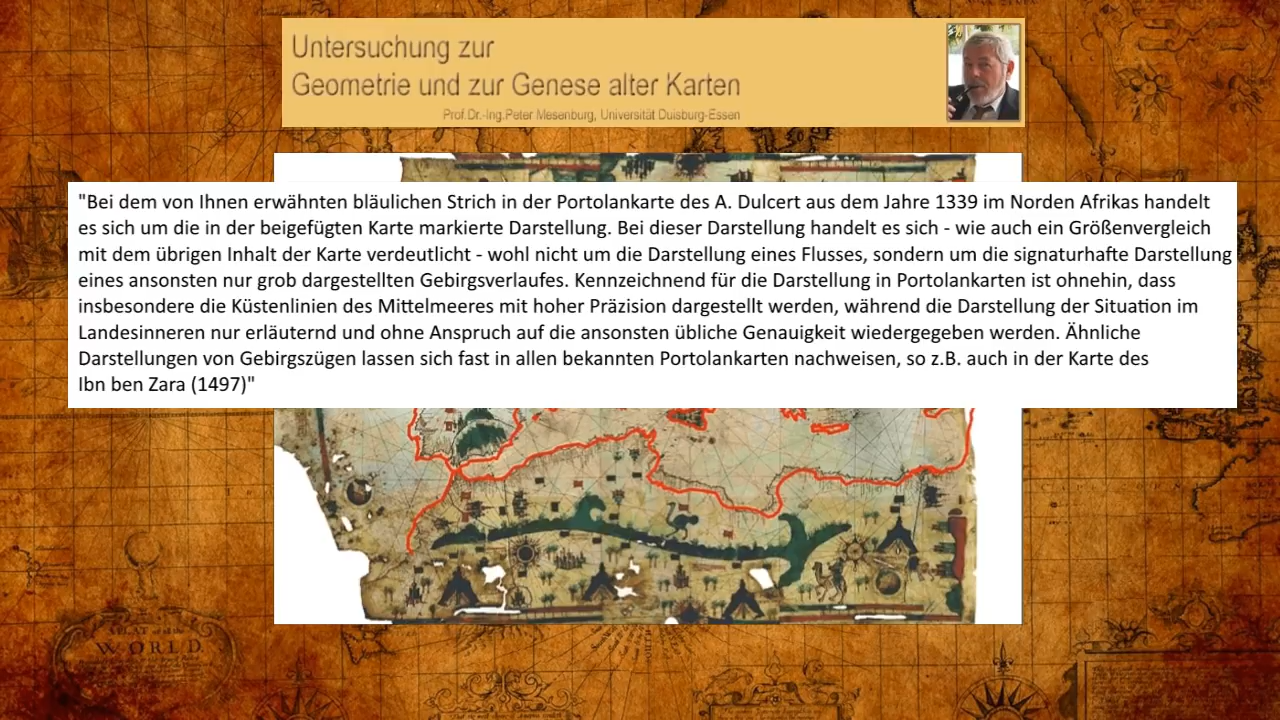 Untersuchung zur
Geometrie und zur Genese alter Karten
Prof.Dr.-Ing.Peter Mesenburg, Universität Duisburg-Essen
"Bei dem von Ihnen erwähnten bläulichen Strich in der Portolankarte des A. Dulcert aus dem Jahre 1339 im Norden Afrikas handelt
es sich um die in der beigefügten Karte markierte Darstellung. Bei dieser Darstellung handelt es sich - wie auch ein Größenvergleich
mit dem übrigen Inhalt der Karte verdeutlicht - wohl nicht um die Darstellung eines Flusses, sondern um die signaturhafte Darstellung
eines ansonsten nur grob dargestellten Gebirgsverlaufes. Kennzeichnend für die Darstellung in Portolankarten ist ohnehin, dass
insbesondere die Küstenlinien des Mittelmeeres mit hoher Präzision dargestellt werden, während die Darstellung der Situation im
Landesinneren nur erläuternd und ohne Anspruch auf die ansonsten übliche Genauigkeit wiedergegeben werden. Ähnliche
Darstellungen von Gebirgszügen lassen sich fast in allen bekannten Portolankarten nachweisen, so z.B. auch in der Karte des
Ibn ben Zara (1497)"
WORLD